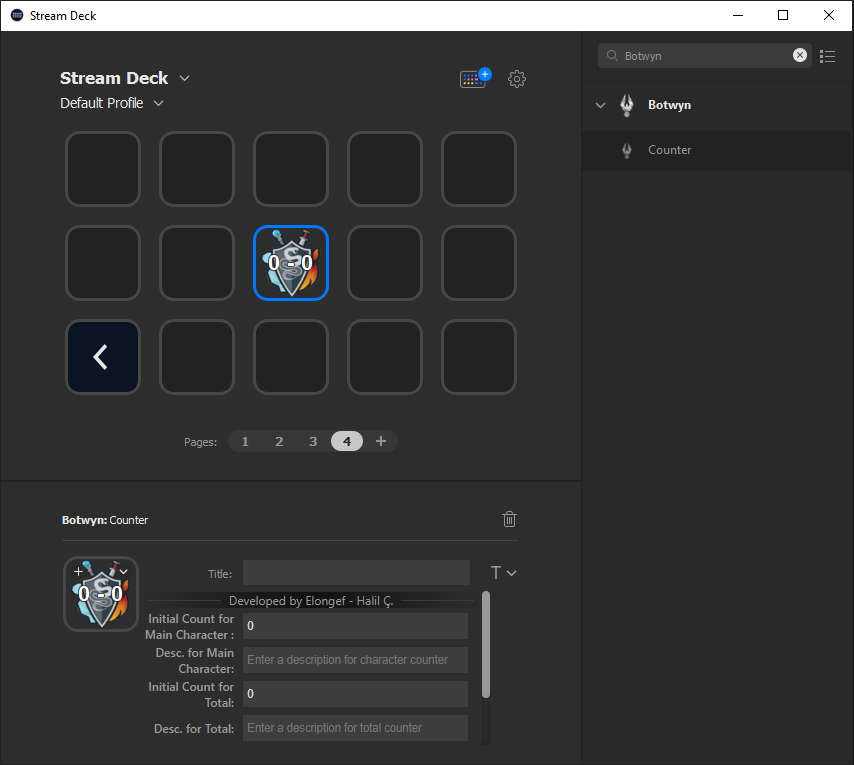 Stream Deck
Stream Deck
Default Profile
0 - 0
Pages: 1 2 3 4 +
Botwyn: Counter
0 - 0
Title:
T
Developed by Elongef - Halil Ç.
Initial Count for
Main Character :
0
Desc. for Main
Character:
Enter a description for character counter
Initial Count for
Total:
0
Desc. for Total:
Enter a description for total counter
Botwyn
Botwyn
Counter